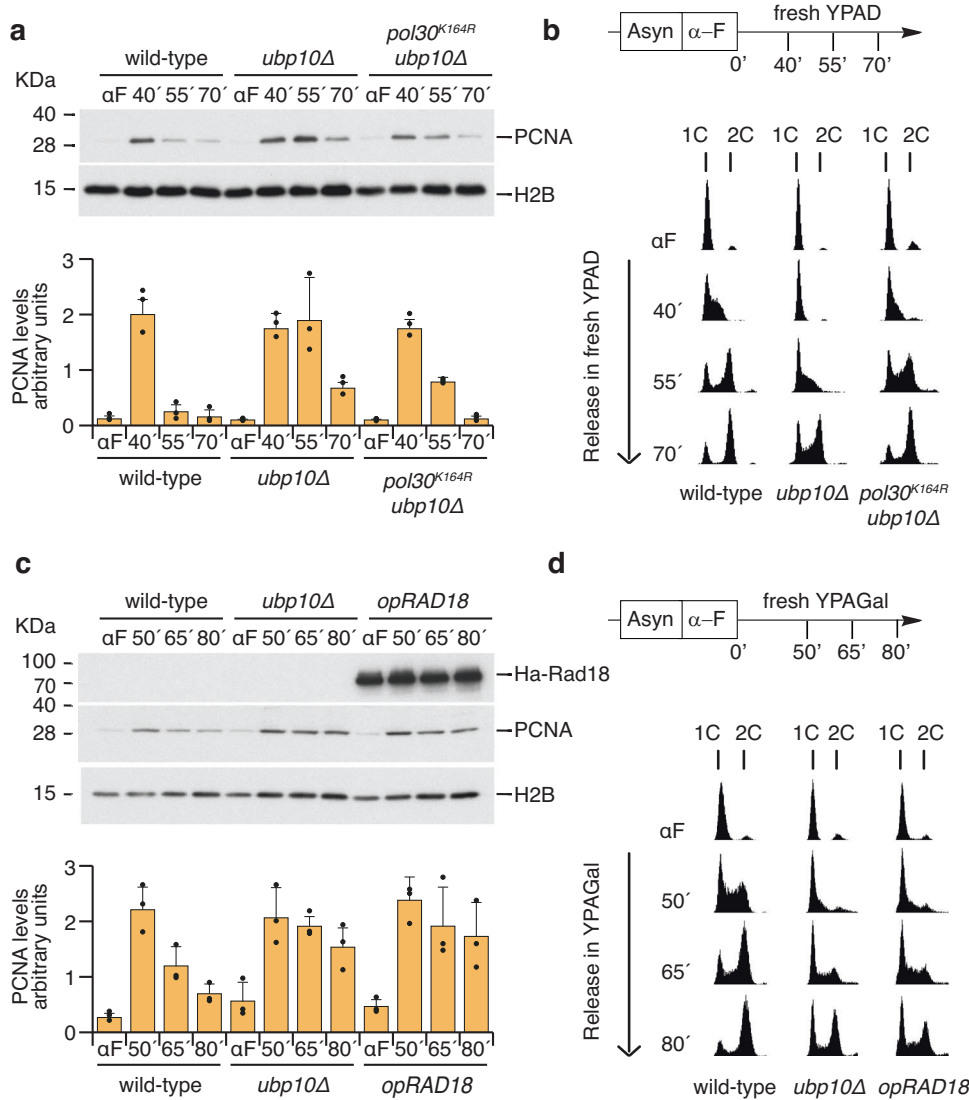 a
wild-type ubp10Δ pol30K164R ubp10Δ
KDa
αF 40´ 55´ 70´ αF 40´ 55´ 70´ αF 40´ 55´ 70´
40
28
PCNA
15
H2B
PCNA levels
arbitrary units
3
2
1
0
αF 40´ 55´ 70´ αF 40´ 55´ 70´ αF 40´ 55´ 70´
wild-type ubp10Δ pol30K164R
ubp10Δ
b
Asyn α–F fresh YPAD
0’ 40’ 55’ 70’
1C 2C 1C 2C 1C 2C
Release in fresh YPAD
αF
40´
55´
70´
wild-type ubp10Δ pol30K164R
ubp10Δ
c
wild-type ubp10Δ opRAD18
KDa
αF 50´ 65´ 80´ αF 50´ 65´ 80´ αF 50´ 65´ 80´
100
70
Ha-Rad18
40
28
PCNA
15
H2B
PCNA levels
arbitrary units
3
2
1
0
αF 50´ 65´ 80´ αF 50´ 65´ 80´ αF 50´ 65´ 80´
wild-type ubp10Δ opRAD18
d
Asyn α–F fresh YPAGal
0’ 50’ 65’ 80’
1C 2C 1C 2C 1C 2C
Release in YPAGal
αF
50´
65´
80´
wild-type ubp10Δ opRAD18